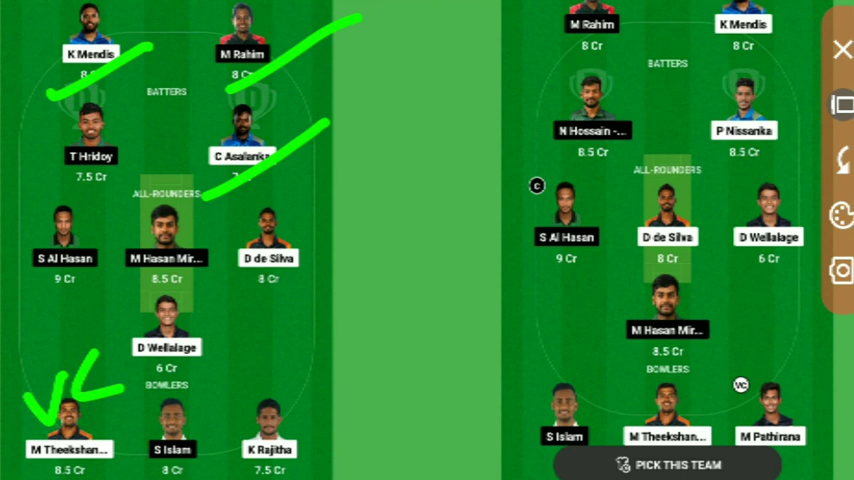 K Mendis
M Rahim
8 Cr
BATTERS
T Hridoy
C Asalanka
7.5 Cr
ALL-ROUNDERS
S Al Hasan
M Hasan Mir...
D de Silva
9 Cr
8.5 Cr
8 Cr
D Wellalage
6 Cr
BOWLERS
VC
M Theekshan...
S Islam
K Rajitha
8.5 Cr
8 Cr
7.5 Cr
M Rahim
K Mendis
8 Cr
8 Cr
BATTERS
N Hossain -...
P Nissanka
8.5 Cr
8.5 Cr
ALL-ROUNDERS
C
S Al Hasan
D de Silva
D Wellalage
9 Cr
8 Cr
6 Cr
M Hasan Mir...
8.5 Cr
BOWLERS
VC
S Islam
M Theekshan...
M Pathirana
PICK THIS TEAM